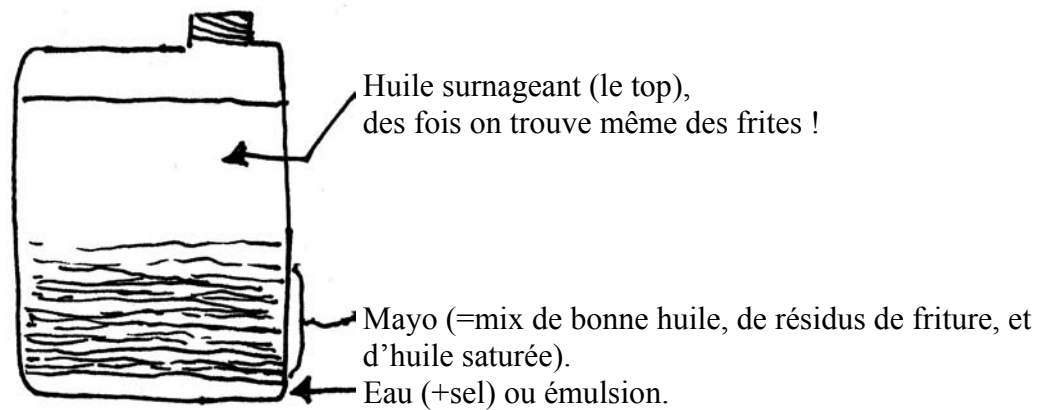 Huile surnageant (le top),
des fois on trouve même des frites !
Mayo (=mix de bonne huile, de résidus de friture, et
d’huile saturée).
Eau (+sel) ou émulsion.